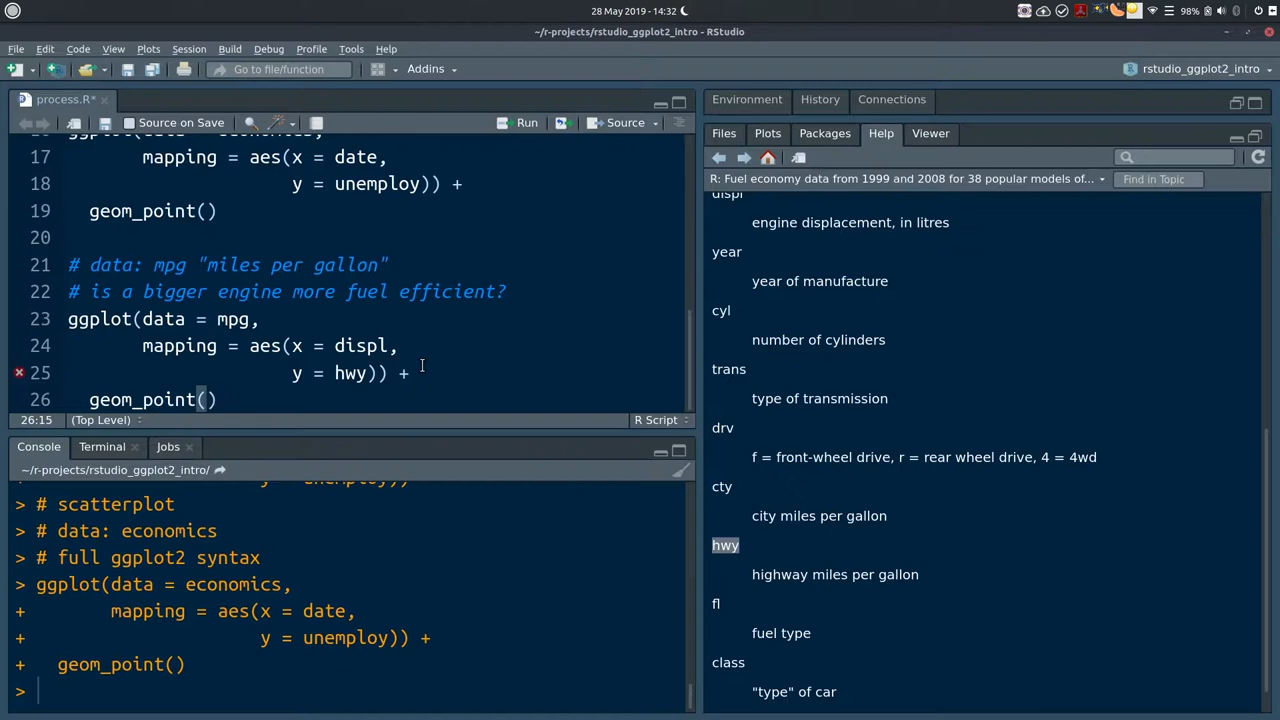 28 May 2019 - 14:32
98%
~/r-projects/rstudio_ggplot2_intro - RStudio
File Edit Code View Plots Session Build Debug Profile Tools Help
Go to file/function Addins rstudio_ggplot2_intro
process.R*
Source on Save Run Source
ggplot(data = economics,
17 mapping = aes(x = date,
18 y = unemploy)) +
19 geom_point()
20
21 # data: mpg "miles per gallon"
22 # is a bigger engine more fuel efficient?
23 ggplot(data = mpg,
24 mapping = aes(x = displ,
25 y = hwy)) +
26 geom_point()
26:15 (Top Level) R Script
Console Terminal Jobs
~/r-projects/rstudio_ggplot2_intro/
+ y = unemploy))
> # scatterplot
> # data: economics
> # full ggplot2 syntax
> ggplot(data = economics,
+ mapping = aes(x = date,
+ y = unemploy)) +
+ geom_point()
>
Environment History Connections
Files Plots Packages Help Viewer
R: Fuel economy data from 1999 and 2008 for 38 popular models of... Find in Topic
displ
engine displacement, in litres
year
year of manufacture
cyl
number of cylinders
trans
type of transmission
drv
f = front-wheel drive, r = rear wheel drive, 4 = 4wd
cty
city miles per gallon
hwy
highway miles per gallon
fl
fuel type
class
"type" of car